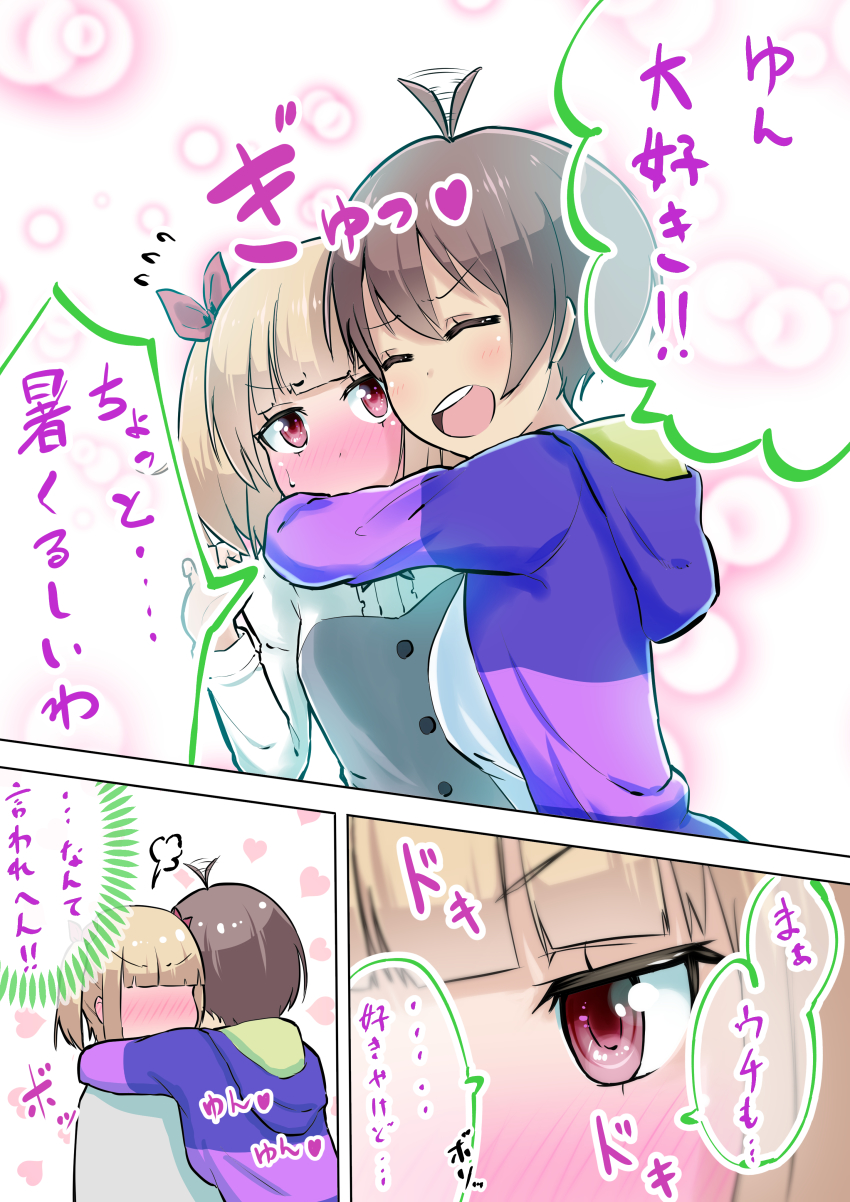 ゆん
大好き!!
ぎゅっ♥
ちょっと・・・・
暑くるしいわ
まぁ
ウチも…
ドキ
・・・・・
好きやけど…
ボソッ
ドキ
…なんて
言われへん!!
ボッ
ゆん♥
ゆん♥